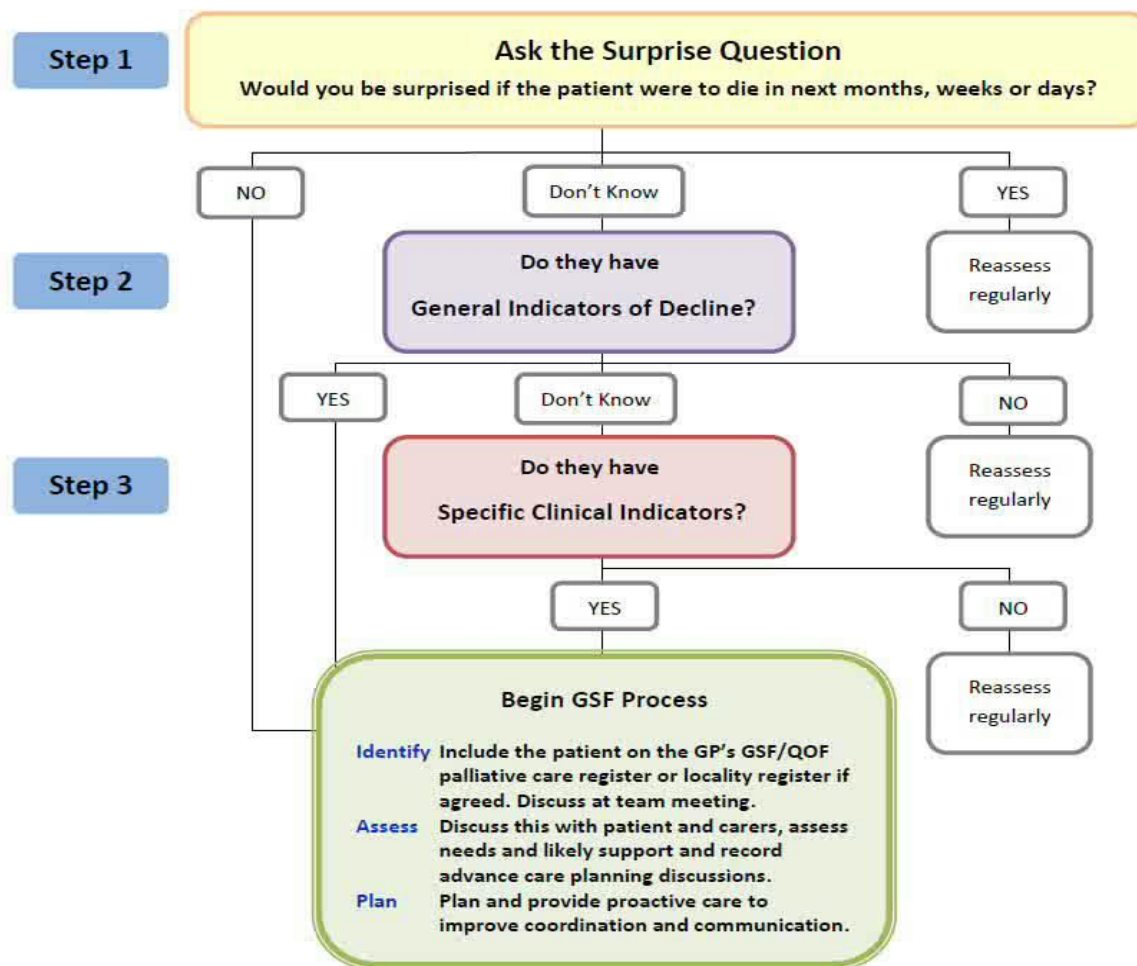 Step 1
Ask the Surprise Question
Would you be surprised if the patient were to die in next months, weeks or days?
NO
Don't Know
YES
Step 2
Do they have
General Indicators of Decline?
Reassess
regularly
YES
Don't Know
NO
Step 3
Do they have
Specific Clinical Indicators?
Reassess
regularly
YES
NO
Reassess
regularly
Begin GSF Process
Identify Include the patient on the GP's GSF/QOF
palliative care register or locality register if
agreed. Discuss at team meeting.
Assess Discuss this with patient and carers, assess
needs and likely support and record
advance care planning discussions.
Plan Plan and provide proactive care to
improve coordination and communication.